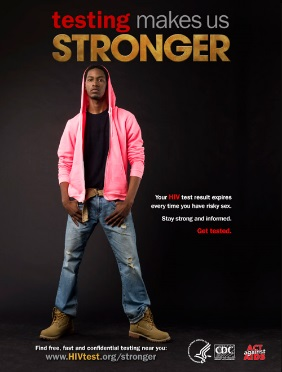 testing makes us
STRONGER
Your HIV test result expires
every time you have risky sex.
Stay strong and informed.
Get tested.
Find free, fast and confidential testing near you:
www.HIVtest.org/stronger
CDC
ACT
against
AIDS